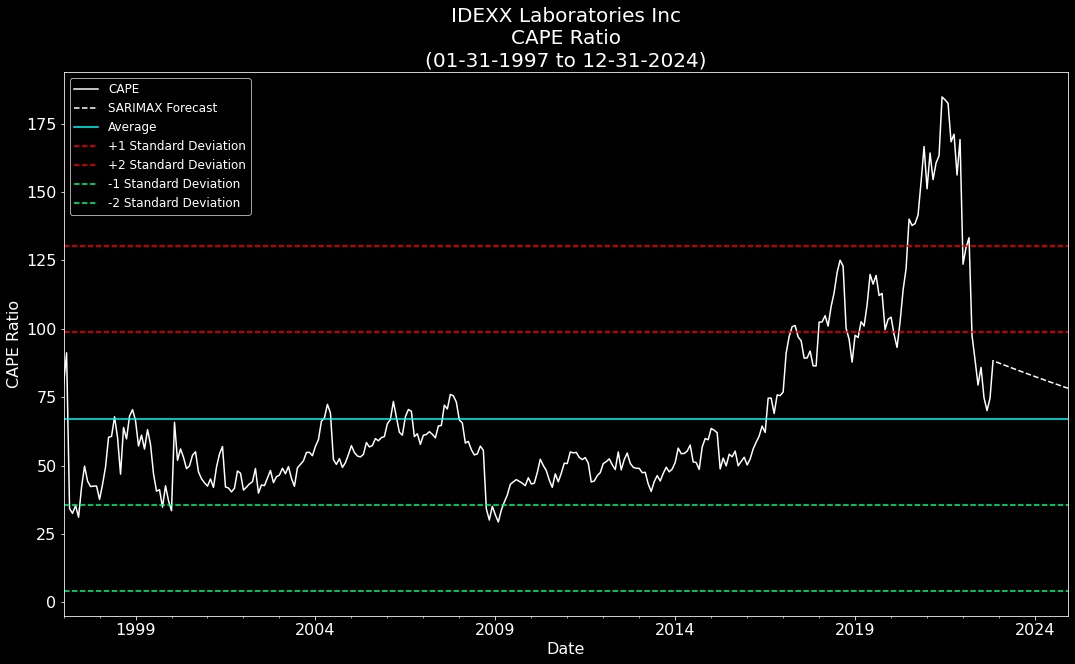 IDEXX Laboratories Inc
CAPE Ratio
(01-31-1997 to 12-31-2024)
CAPE
SARIMAX Forecast
Average
+1 Standard Deviation
+2 Standard Deviation
-1 Standard Deviation
-2 Standard Deviation
CAPE Ratio
175
150
125
100
75
50
25
0
1999
2004
2009
2014
2019
2024
Date